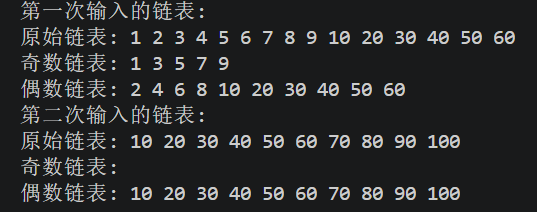 第一次输入的链表:
原始链表: 1 2 3 4 5 6 7 8 9 10 20 30 40 50 60
奇数链表: 1 3 5 7 9
偶数链表: 2 4 6 8 10 20 30 40 50 60
第二次输入的链表:
原始链表: 10 20 30 40 50 60 70 80 90 100
奇数链表:
偶数链表: 10 20 30 40 50 60 70 80 90 100